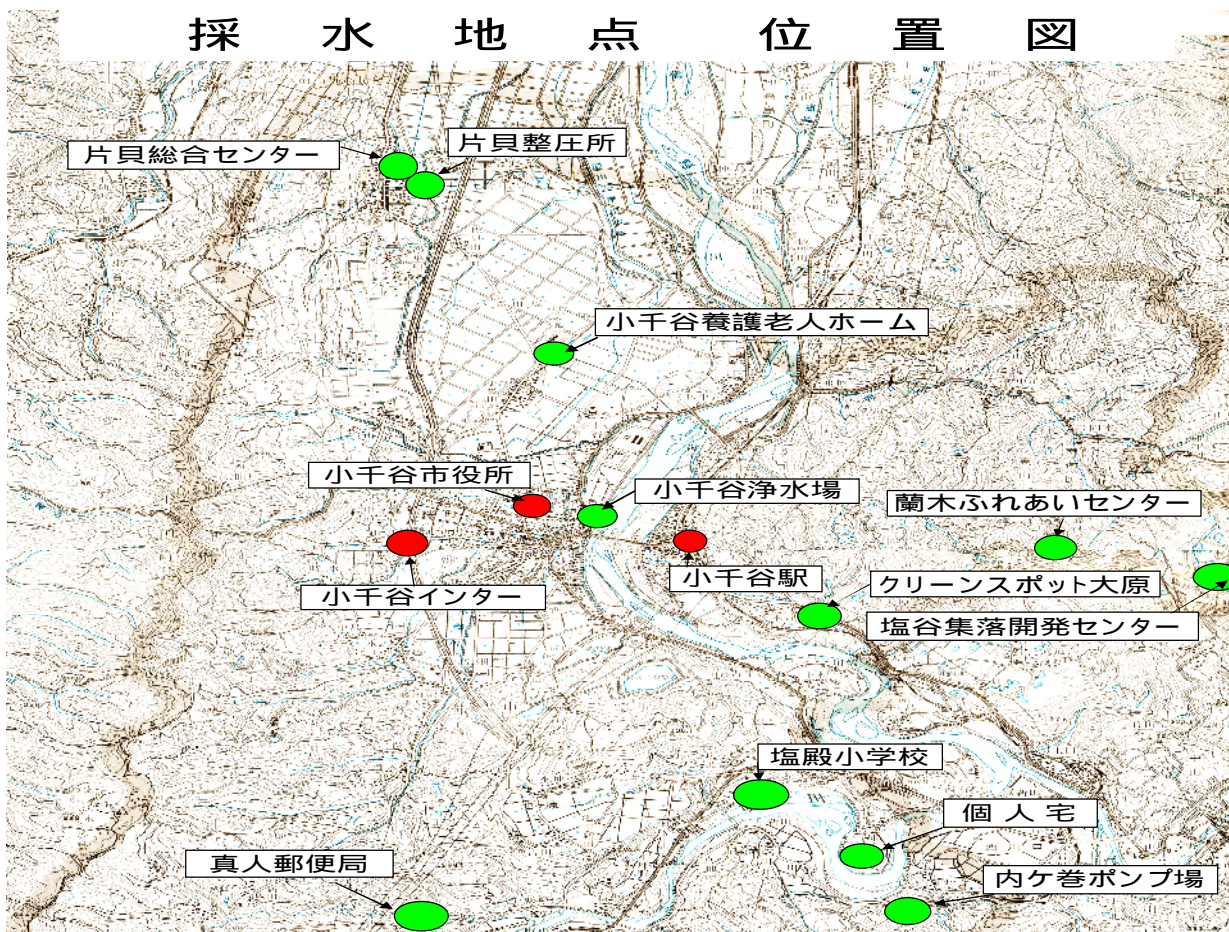 採水地点位置図
片貝整圧所
片貝総合センター
小千谷養護老人ホーム
小千谷市役所
小千谷浄水場
蘭木ふれあいセンター
小千谷駅
クリーンスポット大原
小千谷インター
塩谷集落開発センター
塩殿小学校
個人宅
真人郵便局
内ケ巻ポンプ場